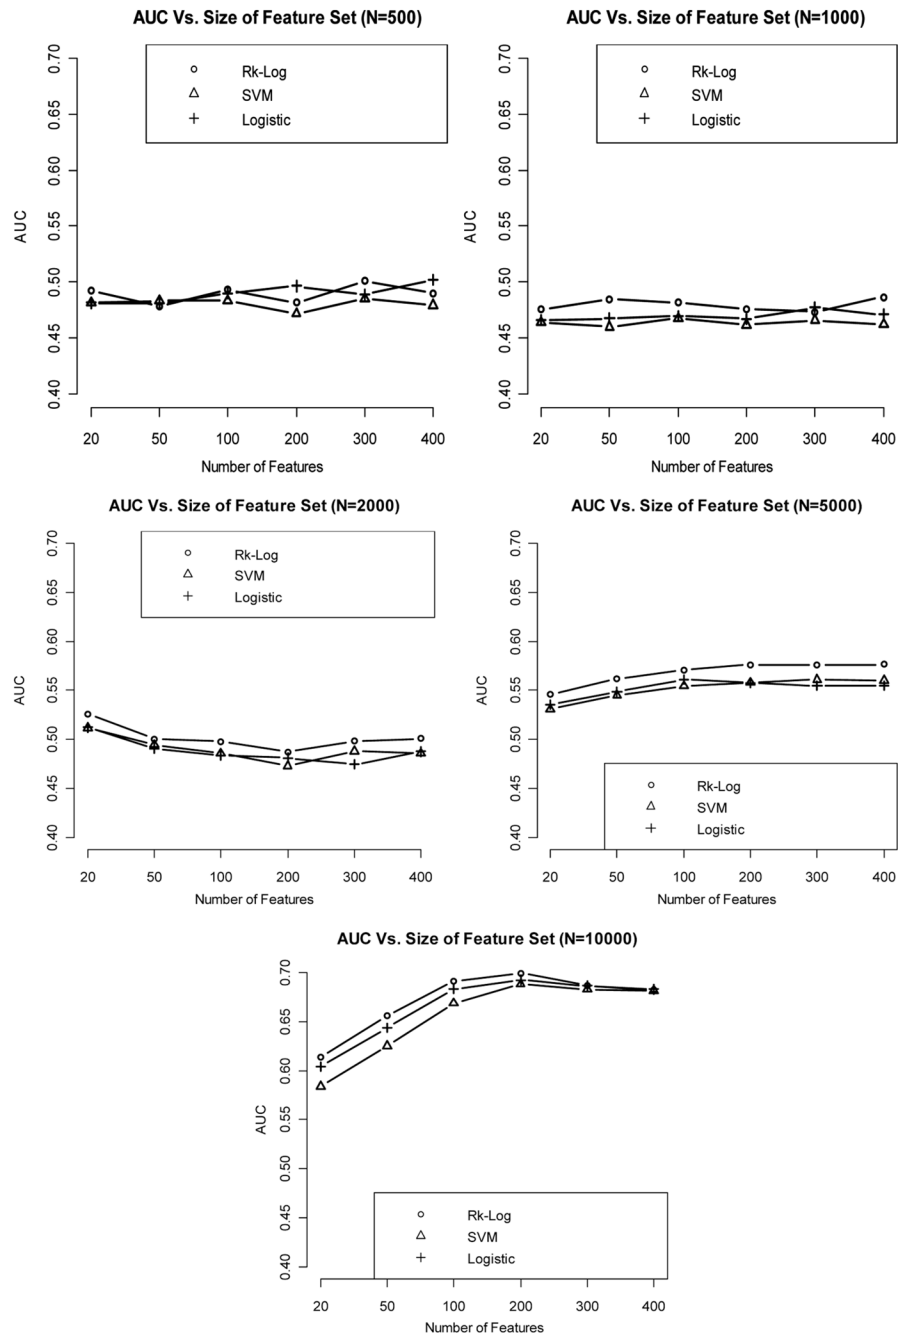 AUC Vs. Size of Feature Set (N=500)
Rk-Log
SVM
Logistic
0.70
0.65
0.60
0.55
0.50
0.45
0.40
AUC
20 50 100 200 300 400
Number of Features
AUC Vs. Size of Feature Set (N=1000)
Rk-Log
SVM
Logistic
0.70
0.65
0.60
0.55
0.50
0.45
0.40
AUC
20 50 100 200 300 400
Number of Features
AUC Vs. Size of Feature Set (N=2000)
Rk-Log
SVM
Logistic
0.70
0.65
0.60
0.55
0.50
0.45
0.40
AUC
20 50 100 200 300 400
Number of Features
AUC Vs. Size of Feature Set (N=5000)
0.70
0.65
0.60
0.55
0.50
0.45
0.40
AUC
Rk-Log
SVM
Logistic
20 50 100 200 300 400
Number of Features
AUC Vs. Size of Feature Set (N=10000)
0.70
0.65
0.60
0.55
0.50
0.45
0.40
AUC
Rk-Log
SVM
Logistic
20 50 100 200 300 400
Number of Features